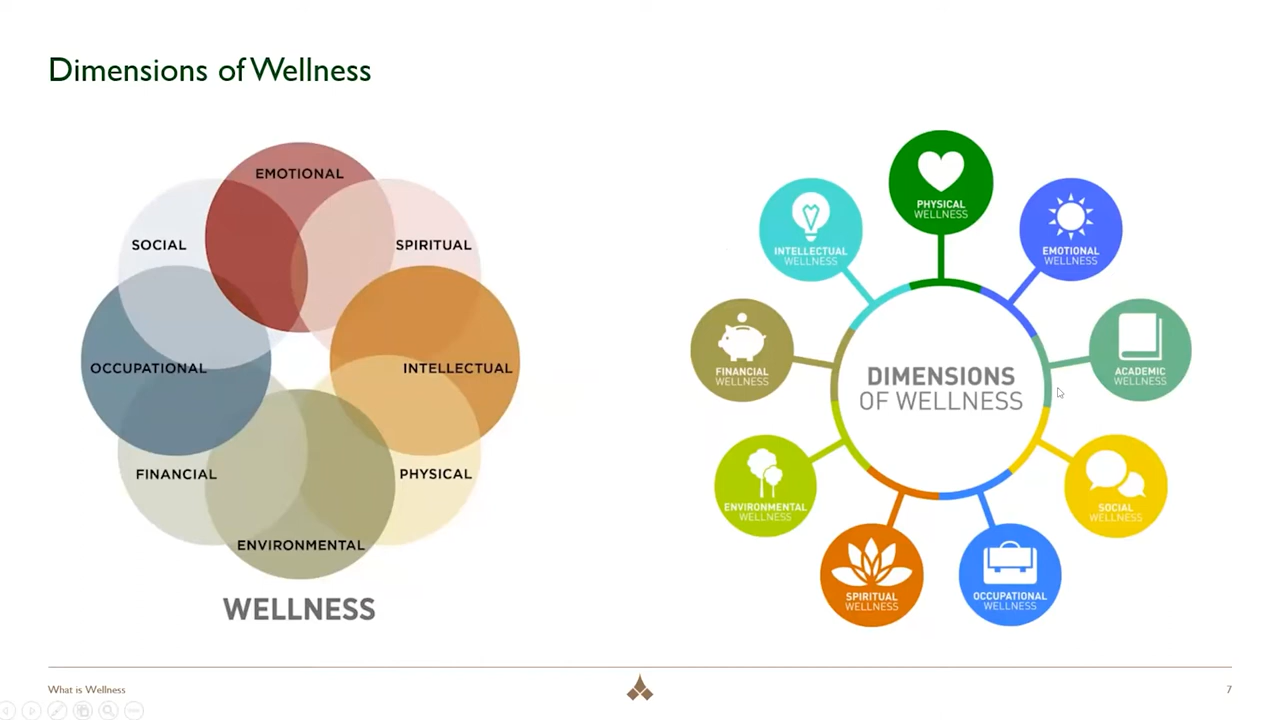 Dimensions of Wellness
EMOTIONAL
SOCIAL
SPIRITUAL
OCCUPATIONAL
INTELLECTUAL
FINANCIAL
PHYSICAL
ENVIRONMENTAL
WELLNESS
PHYSICAL
WELLNESS
INTELLECTUAL
WELLNESS
EMOTIONAL
WELLNESS
FINANCIAL
WELLNESS
ACADEMIC
WELLNESS
DIMENSIONS
OF WELLNESS
ENVIRONMENTAL
WELLNESS
SOCIAL
WELLNESS
SPIRITUAL
WELLNESS
OCCUPATIONAL
WELLNESS
What is Wellness
7